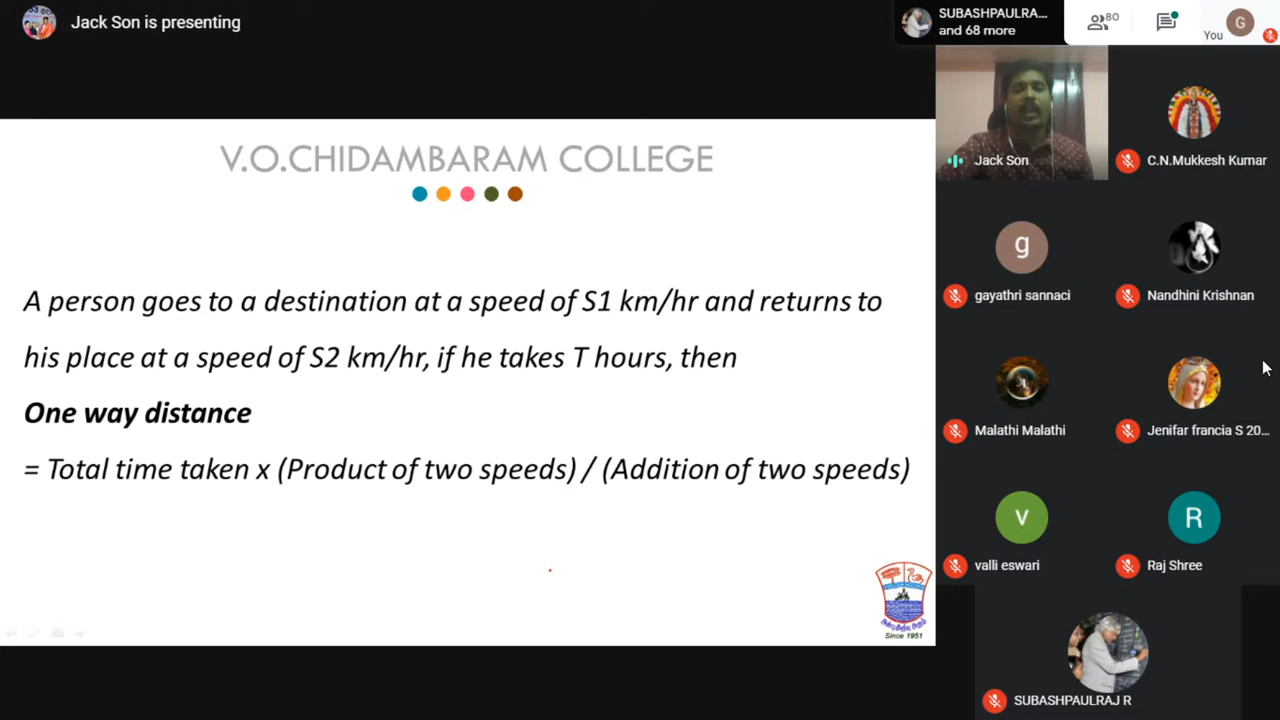 Jack Son is presenting
SUBASHPAULRA...
and 68 more
80
You
G
V.O.CHIDAMBARAM COLLEGE
A person goes to a destination at a speed of S1 km/hr and returns to
his place at a speed of S2 km/hr, if he takes T hours, then
One way distance
= Total time taken x (Product of two speeds) / (Addition of two speeds)
Since 1951
Jack Son
C.N.Mukkesh Kumar
g
gayathri sannaci
Nandhini Krishnan
Malathi Malathi
Jenifar francia S 20...
v
valli eswari
R
Raj Shree
SUBASHPAULRAJ R